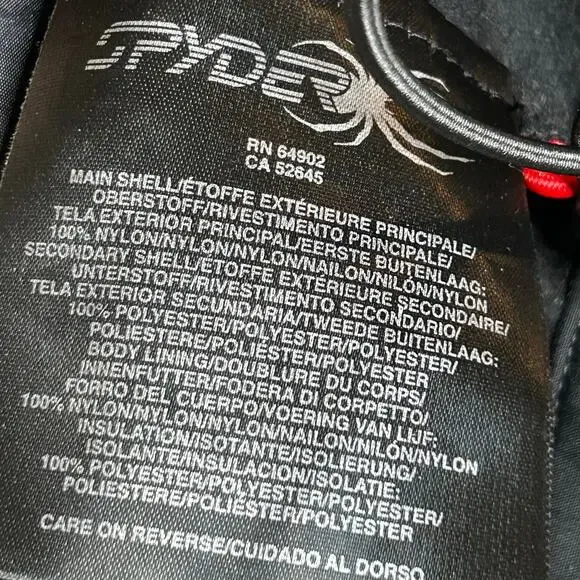 SPYDER
RN 64902
CA 52645
MAIN SHELL/ÉTOFFE EXTÉRIEURE PRINCIPALE/
OBERSTOFF/RIVESTIMENTO PRINCIPALE/
TELA EXTERIOR PRINCIPAL/EERSTE BUITENLAAG:
100% NYLON/NYLON/NYLON/NAILON/NILÓN/NYLON
SECONDARY SHELL/ÉTOFFE EXTÉRIEURE SECONDAIRE/
UNTERSTOFF/RIVESTIMENTO SECONDARIO/
TELA EXTERIOR SECUNDARIA/TWEEDE BUITENLAAG:
100% POLYESTER/POLYESTER/POLYESTER/
POLIESTERE/POLIÉSTER/POLYESTER
BODY LINING/DOUBLURE DU CORPS/
INNENFUTTER/FODERA DI CORPETTO/
FORRO DEL CUERFO/VOERING VAN LIJF:
100% NYLON/NYLON/NYLON/NAILON/NILÓN/NYLON
INSULATION/ISOTANTE/ISOLIERUNG/
ISOLANTE/INSULACION/ISOLATIE:
100% POLYESTER/POLYESTER/POLYESTER/
POLIESTERE/POLIÉSTER/POLYESTER
CARE ON REVERSE/CUIDADO AL DORSO